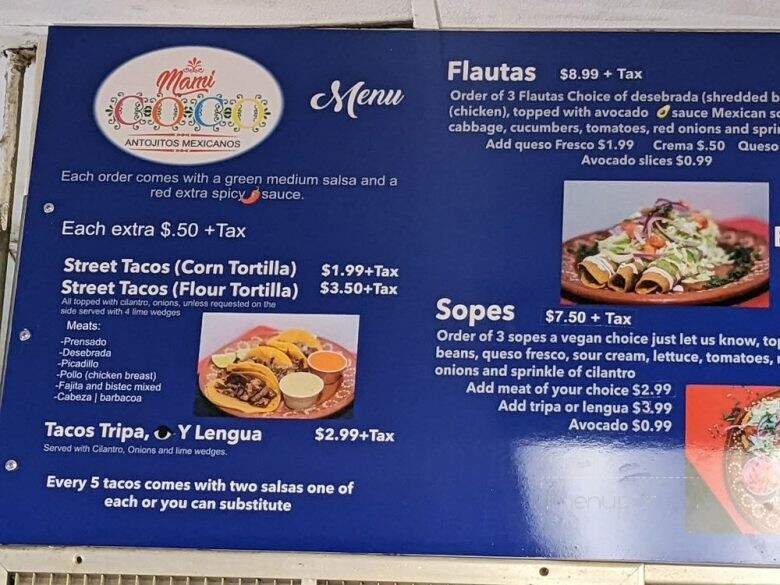 Mami
COCO
ANTOJITOS MEXICANOS
Menu
Each order comes with a green medium salsa and a
red extra spicy sauce.
Each extra $.50 +Tax
Street Tacos (Corn Tortilla) $1.99+Tax
Street Tacos (Flour Tortilla) $3.50+Tax
All topped with cilantro, onions, unless requested on the
side served with 4 lime wedges
Meats:
-Prensado
-Desebrada
-Picadillo
-Pollo (chicken breast)
-Fajita and bistec mixed
-Cabeza | barbacoa
Tacos Tripa, Y Lengua $2.99+Tax
Served with Cilantro, Onions and lime wedges.
Every 5 tacos comes with two salsas one of
each or you can substitute
Flautas $8.99 + Tax
Order of 3 Flautas Choice of desebrada (shredded
(chicken), topped with avocado sauce Mexican
cabbage, cucumbers, tomatoes, red onions and
Add queso Fresco $1.99 Crema $.50 Queso
Avocado slices $0.99
Sopes $7.50 + Tax
Order of 3 sopes a vegan choice just let us know,
beans, queso fresco, sour cream, lettuce, tomatoes,
onions and sprinkle of cilantro
Add meat of your choice $2.99
Add tripa or lengua $3.99
Avocado $0.99